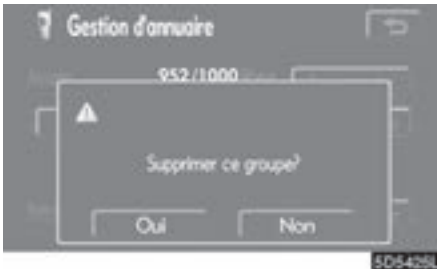 Gestion d'annuaire
952/1000
Supprimer ce groupe?
Oui
Non
5D5425L